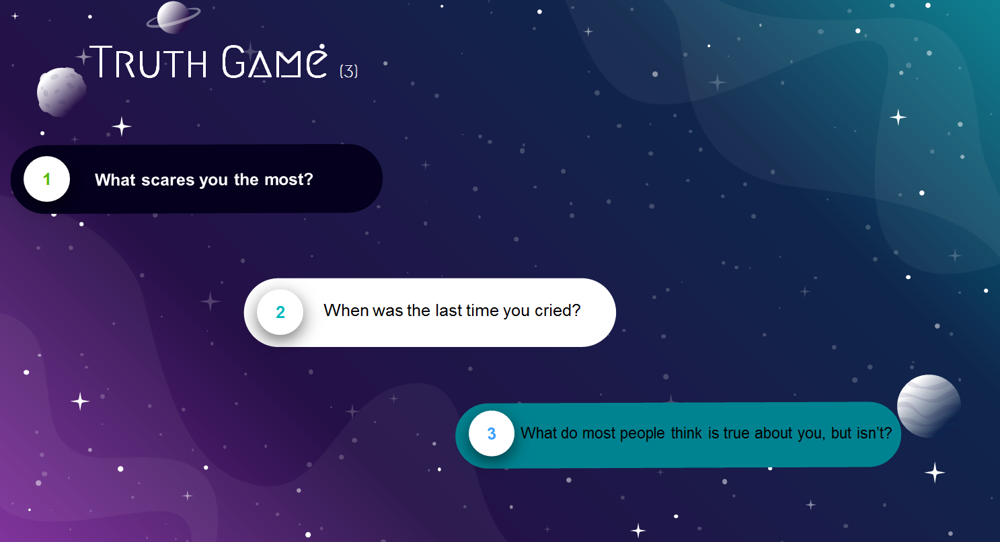 TRUTH GAME (3)
1 What scares you the most?
2 When was the last time you cried?
3 What do most people think is true about you, but isn’t?